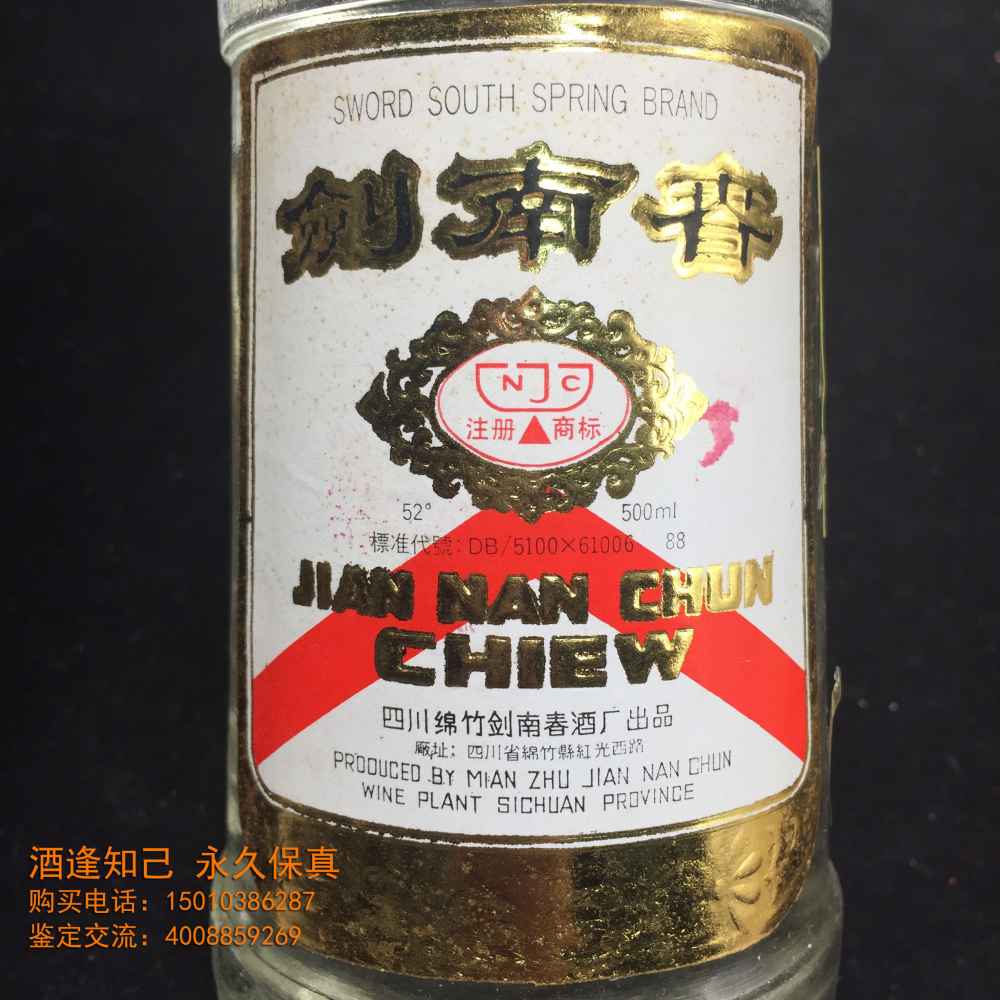 SWORD SOUTH SPRING BRAND
剑南春
NJC
注册 商标
52° 500ml
標准代號:DB/5100×61006 88
JIAN NAN CHUN
CHIEW
四川绵竹剑南春酒厂出品
廠址:四川省綿竹縣紅光西路
PRODUCED BY MIAN ZHU JIAN NAN CHUN
WINE PLANT SICHUAN PROVINCE
酒逢知己 永久保真
购买电话:15010386287
鉴定交流:4008859269